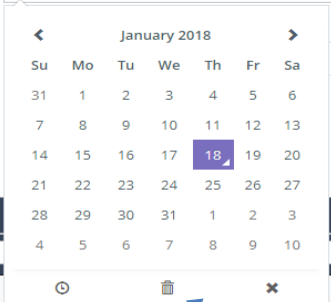 January 2018
Su Mo Tu We Th Fr Sa
31 1 2 3 4 5 6
7 8 9 10 11 12 13
14 15 16 17 18 19 20
21 22 23 24 25 26 27
28 29 30 31 1 2 3
4 5 6 7 8 9 10